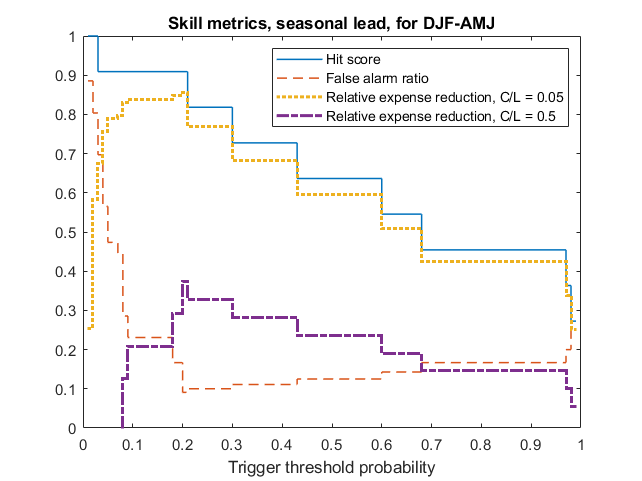 Skill metrics, seasonal lead, for DJF-AMJ
Hit score
False alarm ratio
Relative expense reduction, C/L = 0.05
Relative expense reduction, C/L = 0.5
1
0.9
0.8
0.7
0.6
0.5
0.4
0.3
0.2
0.1
0
0 0.1 0.2 0.3 0.4 0.5 0.6 0.7 0.8 0.9 1
Trigger threshold probability